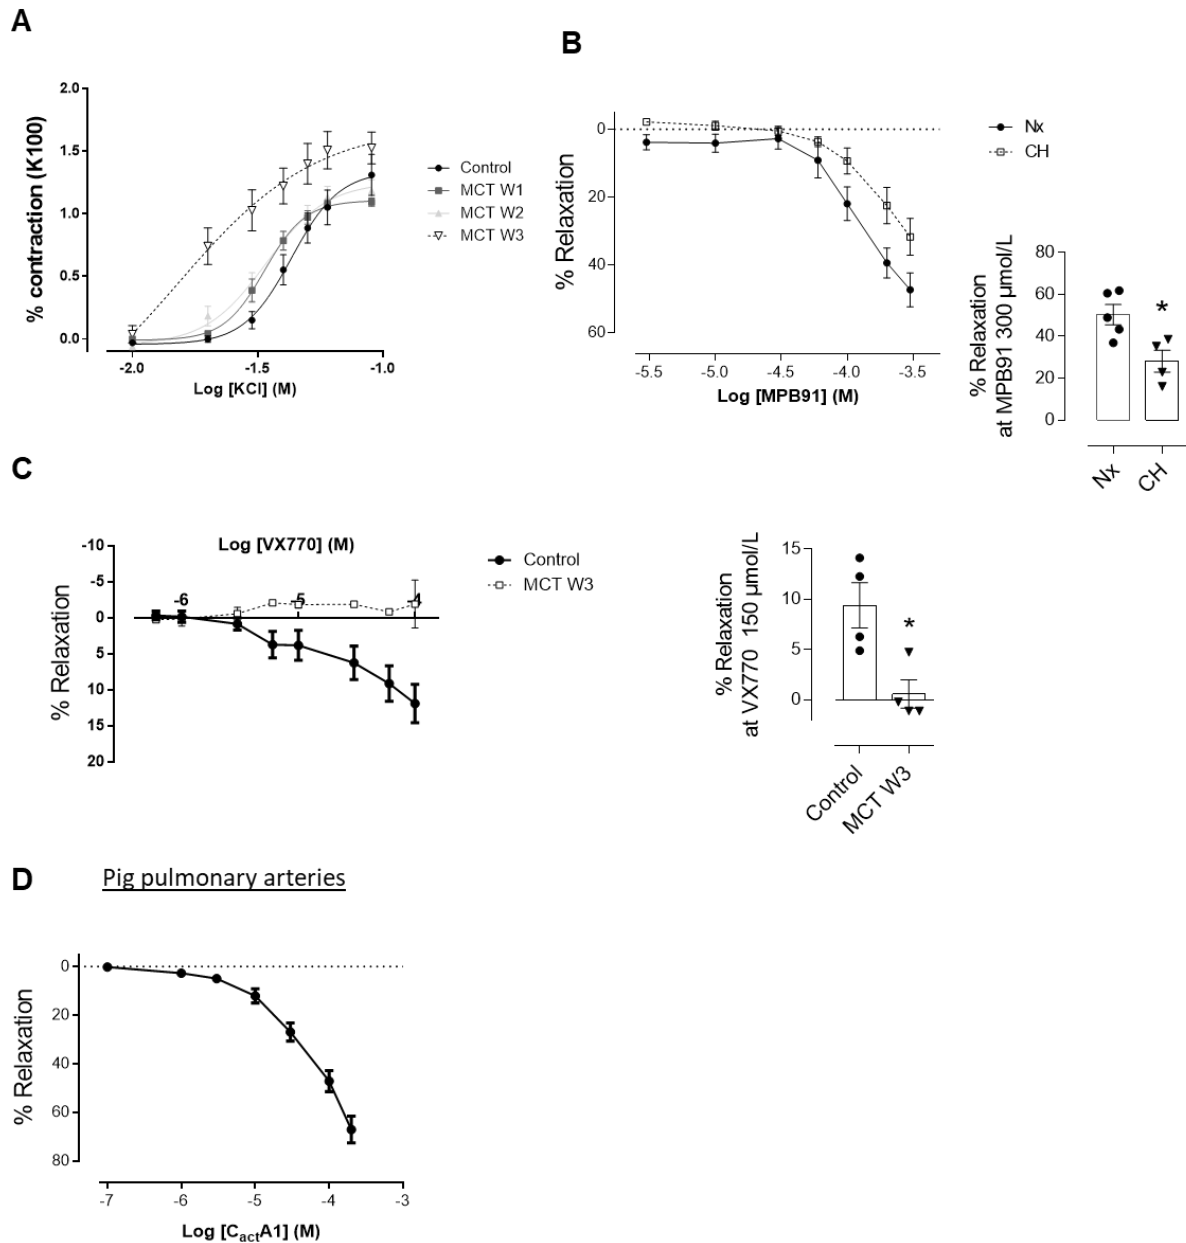 A
2.0
1.5
1.0
0.5
0.0
% contraction (K100)
-2.0 -1.5 -1.0
Log [KCl] (M)
Control
MCT W1
MCT W2
MCT W3
B
0
20
40
60
% Relaxation
-5.5 -5.0 -4.5 -4.0 -3.5
Log [MPB91] (M)
Nx
CH
80
60
40
20
0
% Relaxation
at MPB91 300 µmol/L
*
Nx
CH
C
Log [VX770] (M)
-10
-5
0
5
10
15
20
% Relaxation
-6 -5 -4
Control
MCT W3
15
10
5
0
% Relaxation
at VX770 150 µmol/L
*
Control
MCT W3
D
Pig pulmonary arteries
0
20
40
60
80
% Relaxation
-7 -6 -5 -4 -3
Log [CactA1] (M)